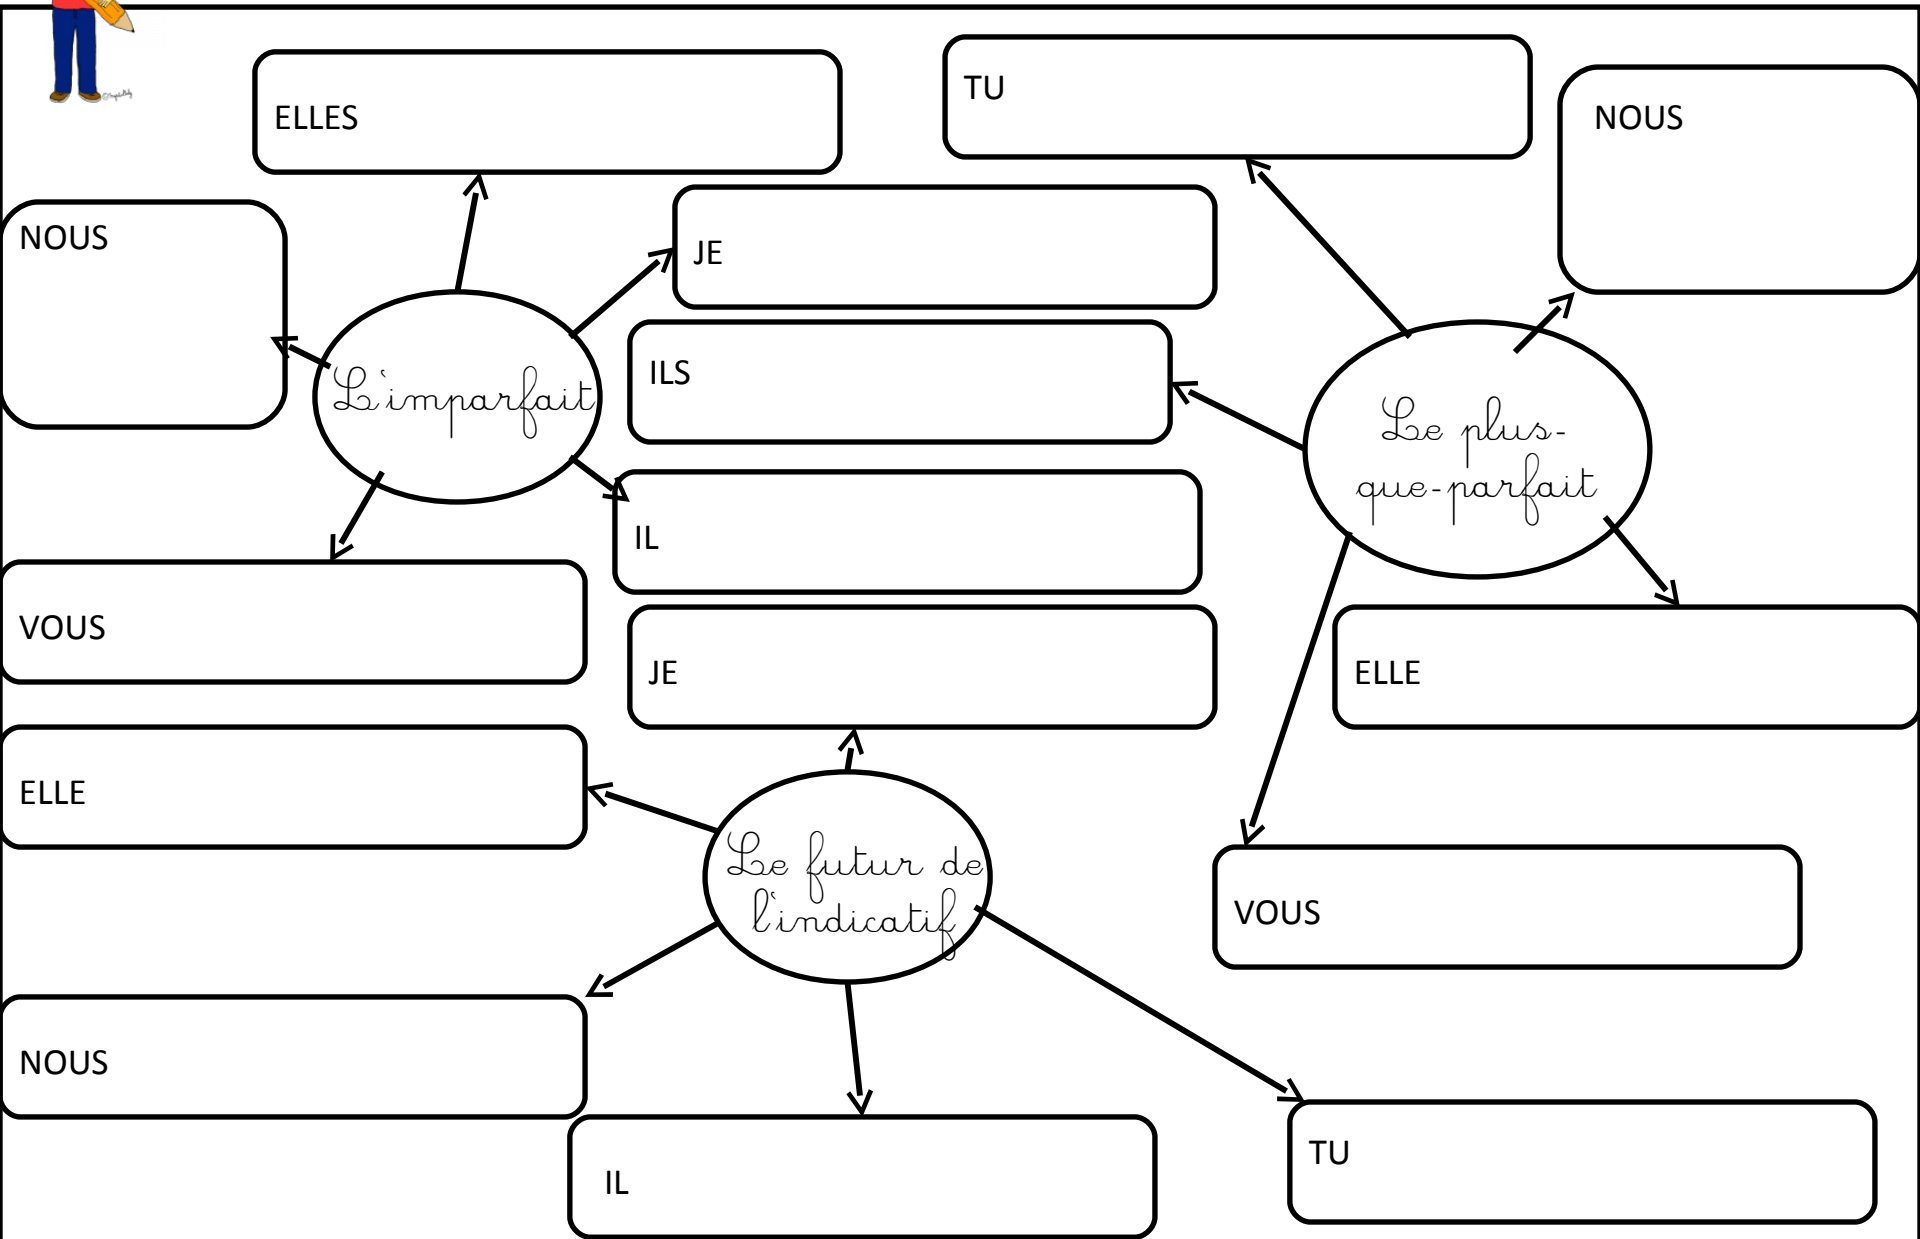 ELLES
TU
NOUS
NOUS
JE
L'imparfait
ILS
Le plus-
que-parfait
IL
VOUS
JE
ELLE
ELLE
Le futur de
l'indicatif
VOUS
NOUS
TU
IL